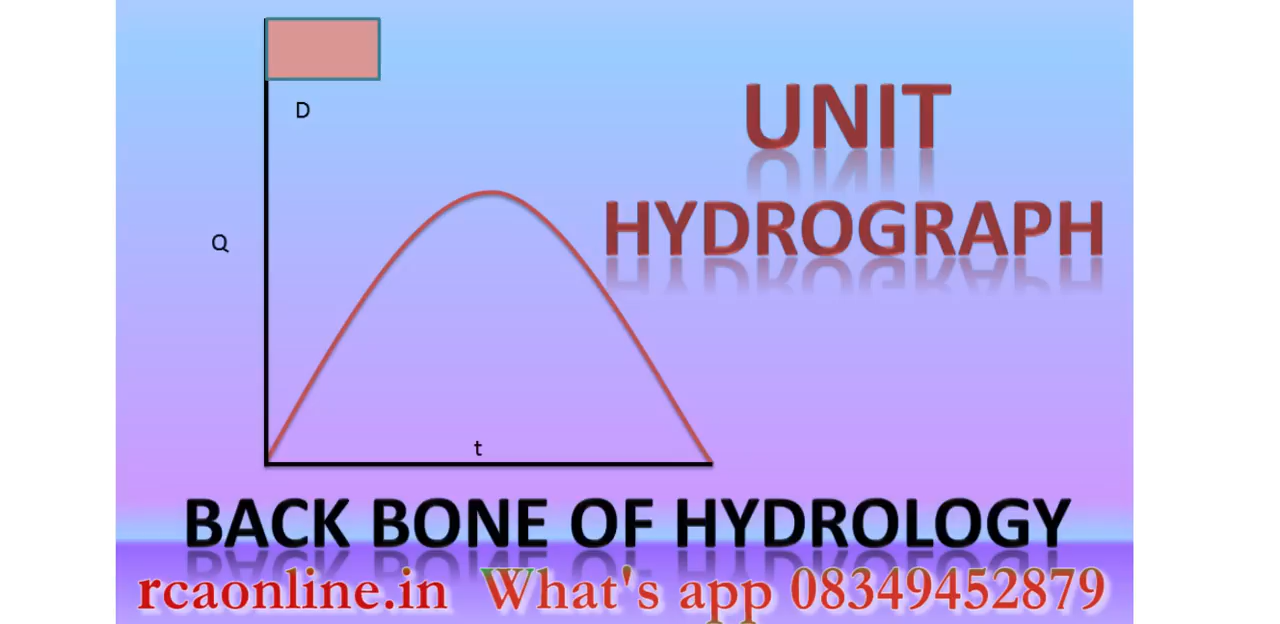 D
UNIT
HYDROGRAPH
Q
t
BACK BONE OF HYDROLOGY
rcaonline.in What's app 08349452879